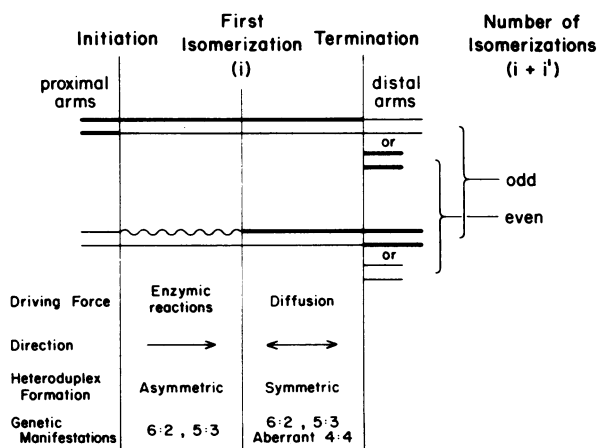 Initiation
First
Isomerization
(i)
Termination
Number of
Isomerizations
(i + i')
proximal
arms
distal
arms
or
odd
even
or
Driving Force
Enzymic
reactions
Diffusion
Direction
Heteroduplex
Formation
Asymmetric
Symmetric
Genetic
Manifestations
6:2 , 5:3
6:2 , 5:3
Aberrant 4:4